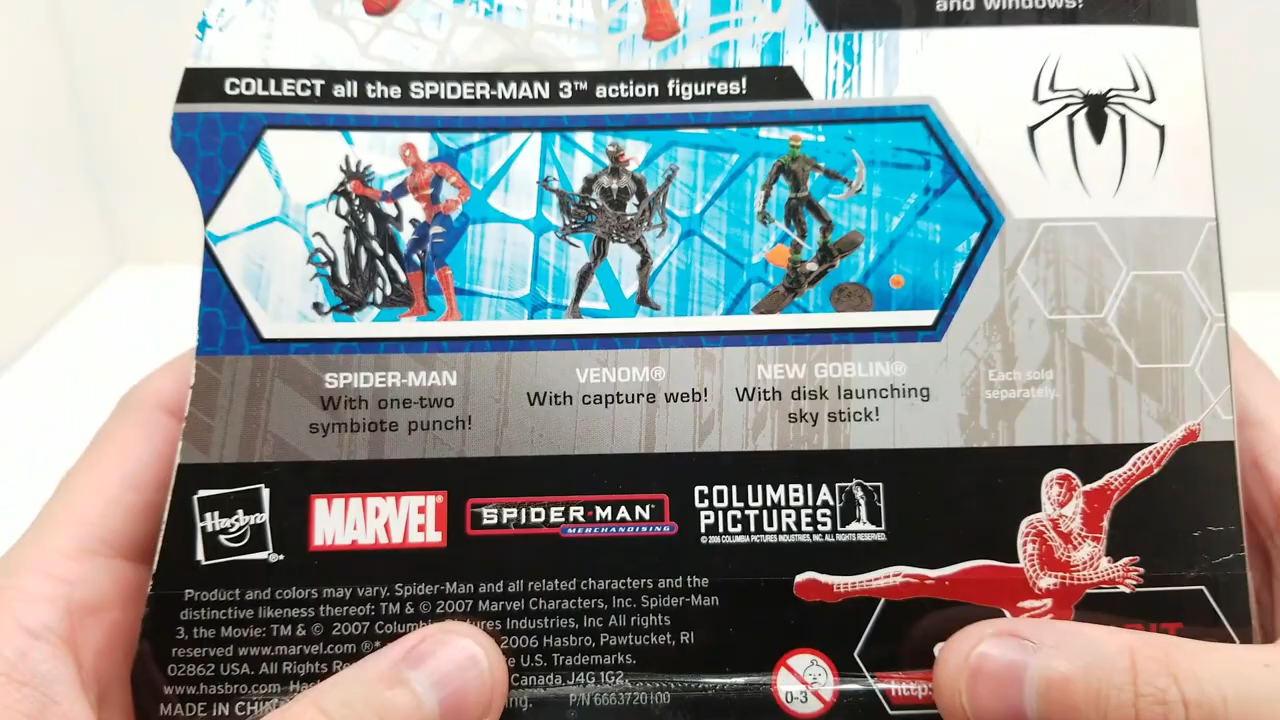 and windows!
COLLECT all the SPIDER-MAN 3™ action figures!
SPIDER-MAN
With one-two
symbiote punch!
VENOM®
With capture web!
NEW GOBLIN®
With disk launching
sky stick!
Each sold
separately.
Hasbro
®*
MARVEL®
SPIDER-MAN®
MERCHANDISING
COLUMBIA
PICTURES
© 2006 COLUMBIA PICTURES INDUSTRIES, INC. ALL RIGHTS RESERVED.
Product and colors may vary. Spider-Man and all related characters and the
distinctive likeness thereof: TM & © 2007 Marvel Characters, Inc. Spider-Man
3, the Movie: TM & © 2007 Columbia Pictures Industries, Inc All rights
reserved www.marvel.com ®* 2006 Hasbro, Pawtucket, RI
02862 USA. All Rights U.S. Trademarks.
www.hasbro.com Canada J4G 1G2.
MADE IN CHINA P/N 6663720100
0-3
http: